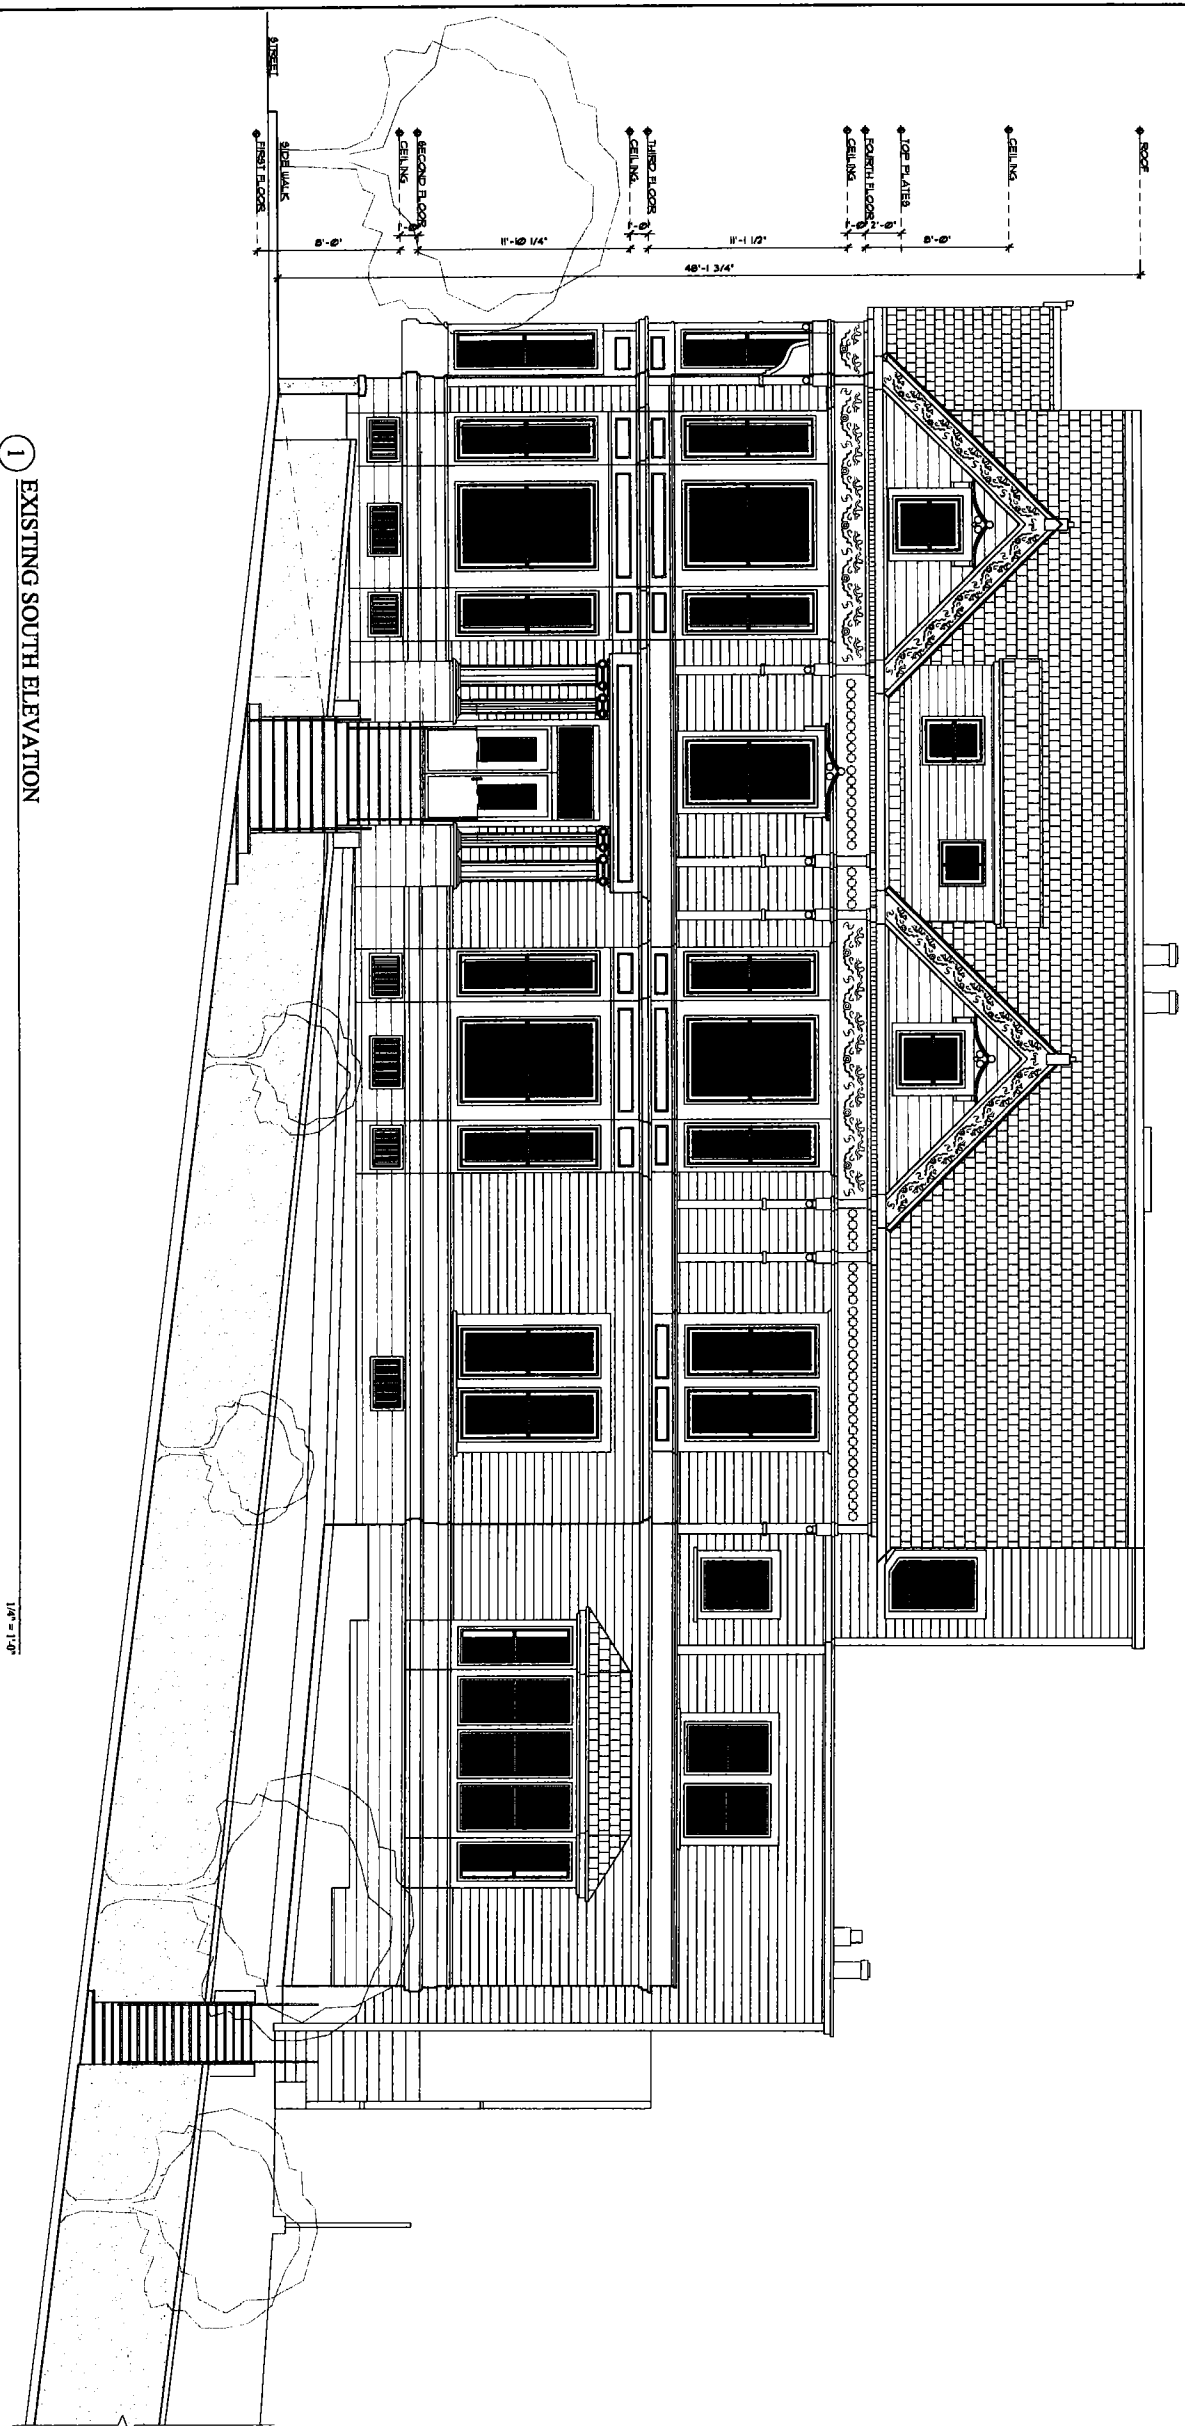 ROOF
CEILING
TOP PLATES
FOURTH FLOOR
CEILING
THIRD FLOOR
CEILING
SECOND FLOOR
CEILING
FIRST FLOOR
STREET
SIDE WALK
8'-0"
2'-0"
1'-0"
11'-1 1/2"
1'-0"
11'-10 1/4"
1'-0"
8'-0"
48'-1 3/4"
1 EXISTING SOUTH ELEVATION
1/4" = 1'-0"